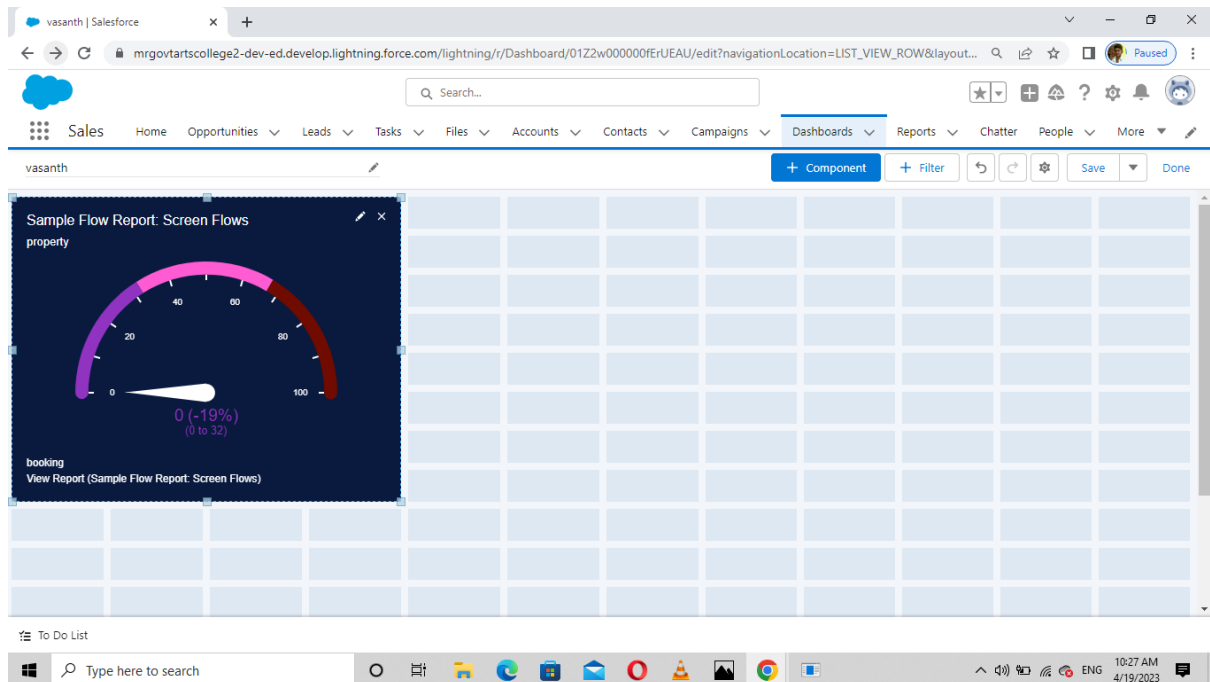 vasanth | Salesforce
mrgovtartscollege2-dev-ed.develop.lightning.force.com/lightning/r/Dashboard/01Z2w000000fErUEAU/edit?navigationLocation=LIST_VIEW_ROW&layout... Paused
Search...
Sales Home Opportunities Leads Tasks Files Accounts Contacts Campaigns Dashboards Reports Chatter People More
vasanth + Component + Filter Save Done
Sample Flow Report: Screen Flows
property
40 60
20 80
0 100
0 (-19%)
(0 to 32)
booking
View Report (Sample Flow Report: Screen Flows)
To Do List
Type here to search ENG 10:27 AM
4/19/2023